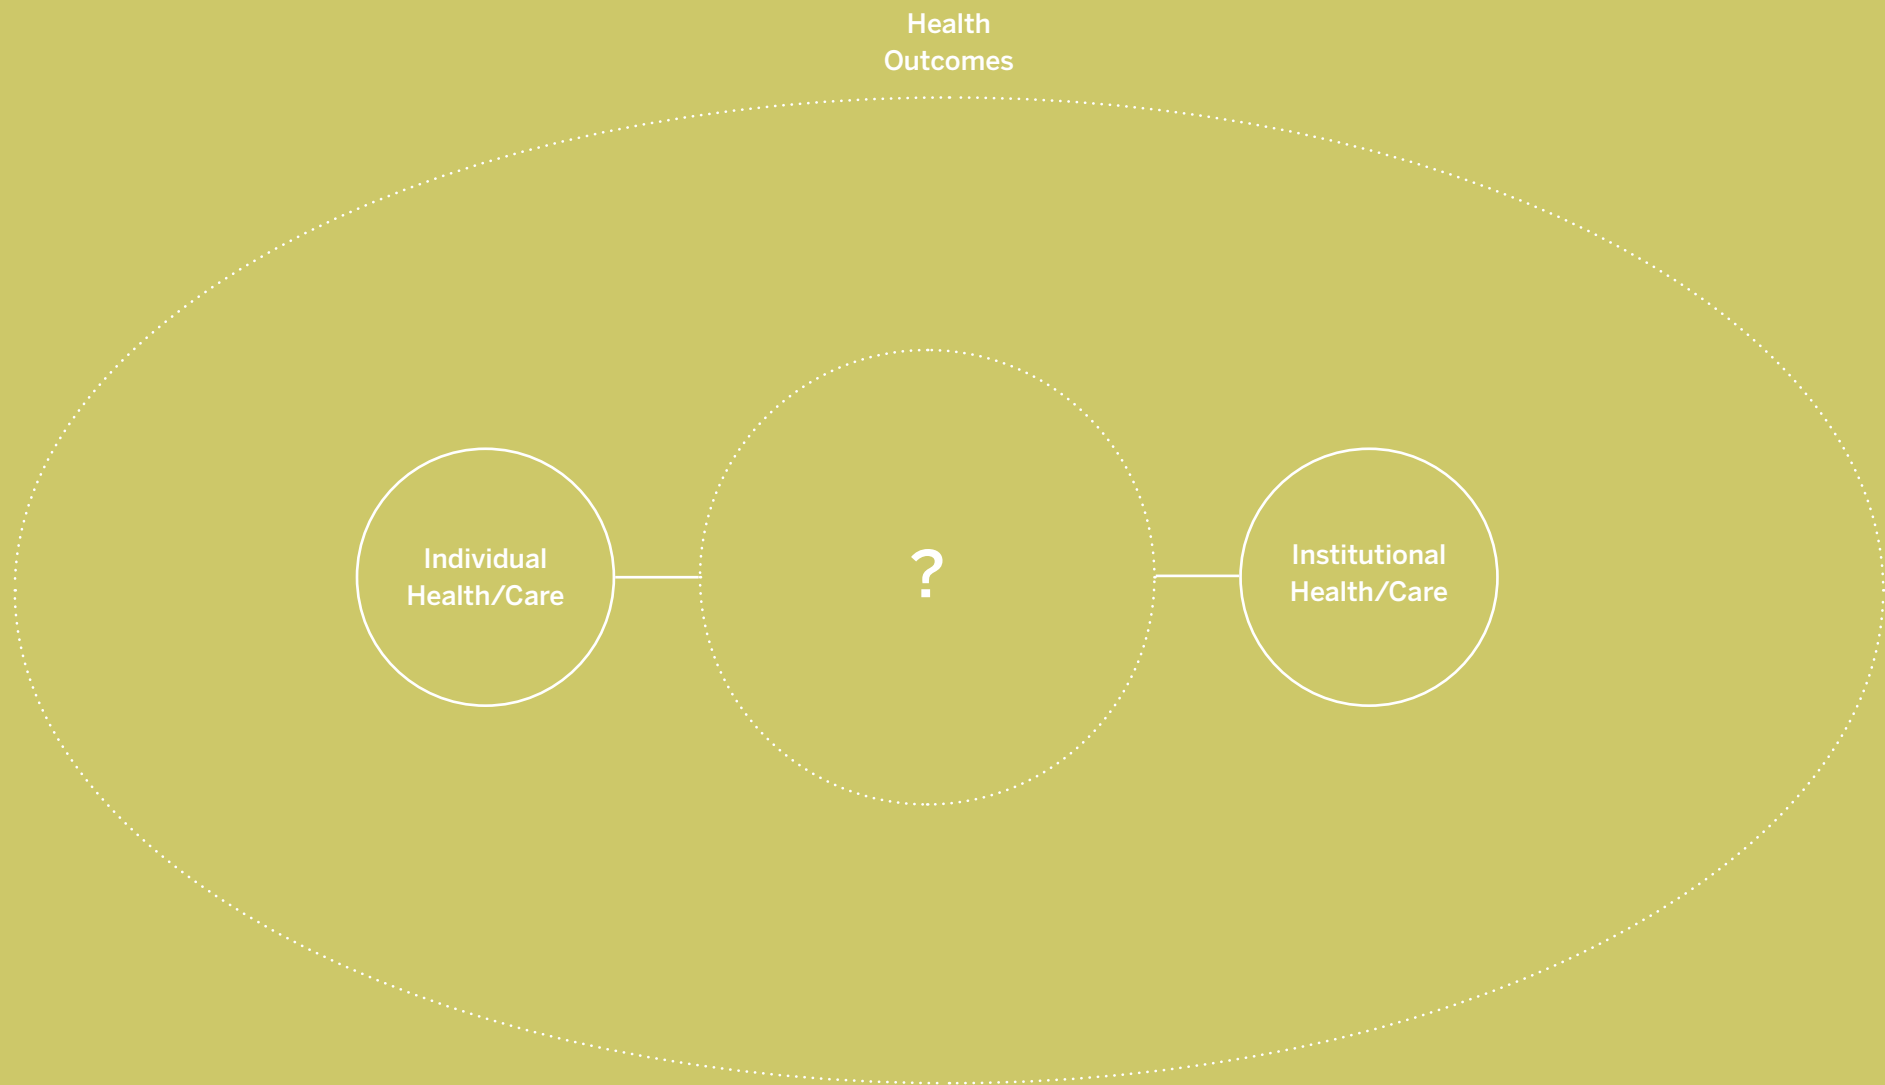 Health
Outcomes
Individual
Health/Care
?
Institutional
Health/Care